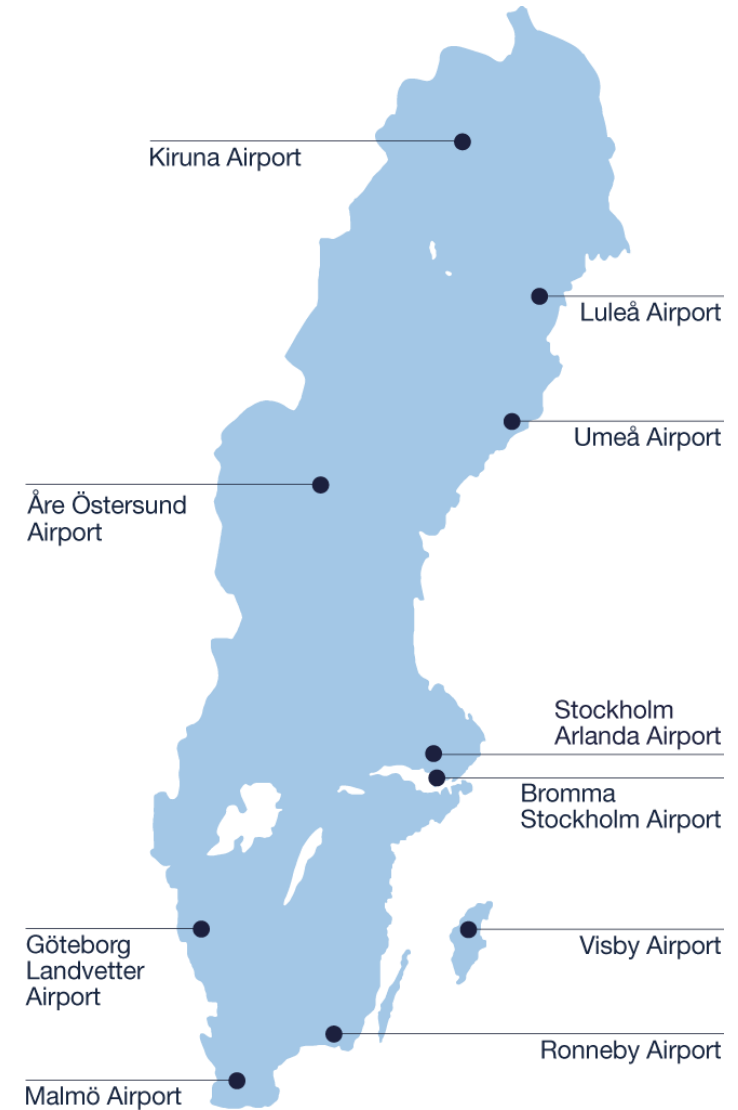 Kiruna Airport
Luleå Airport
Umeå Airport
Åre Östersund
Airport
Stockholm
Arlanda Airport
Bromma
Stockholm Airport
Göteborg
Landvetter
Airport
Visby Airport
Ronneby Airport
Malmö Airport